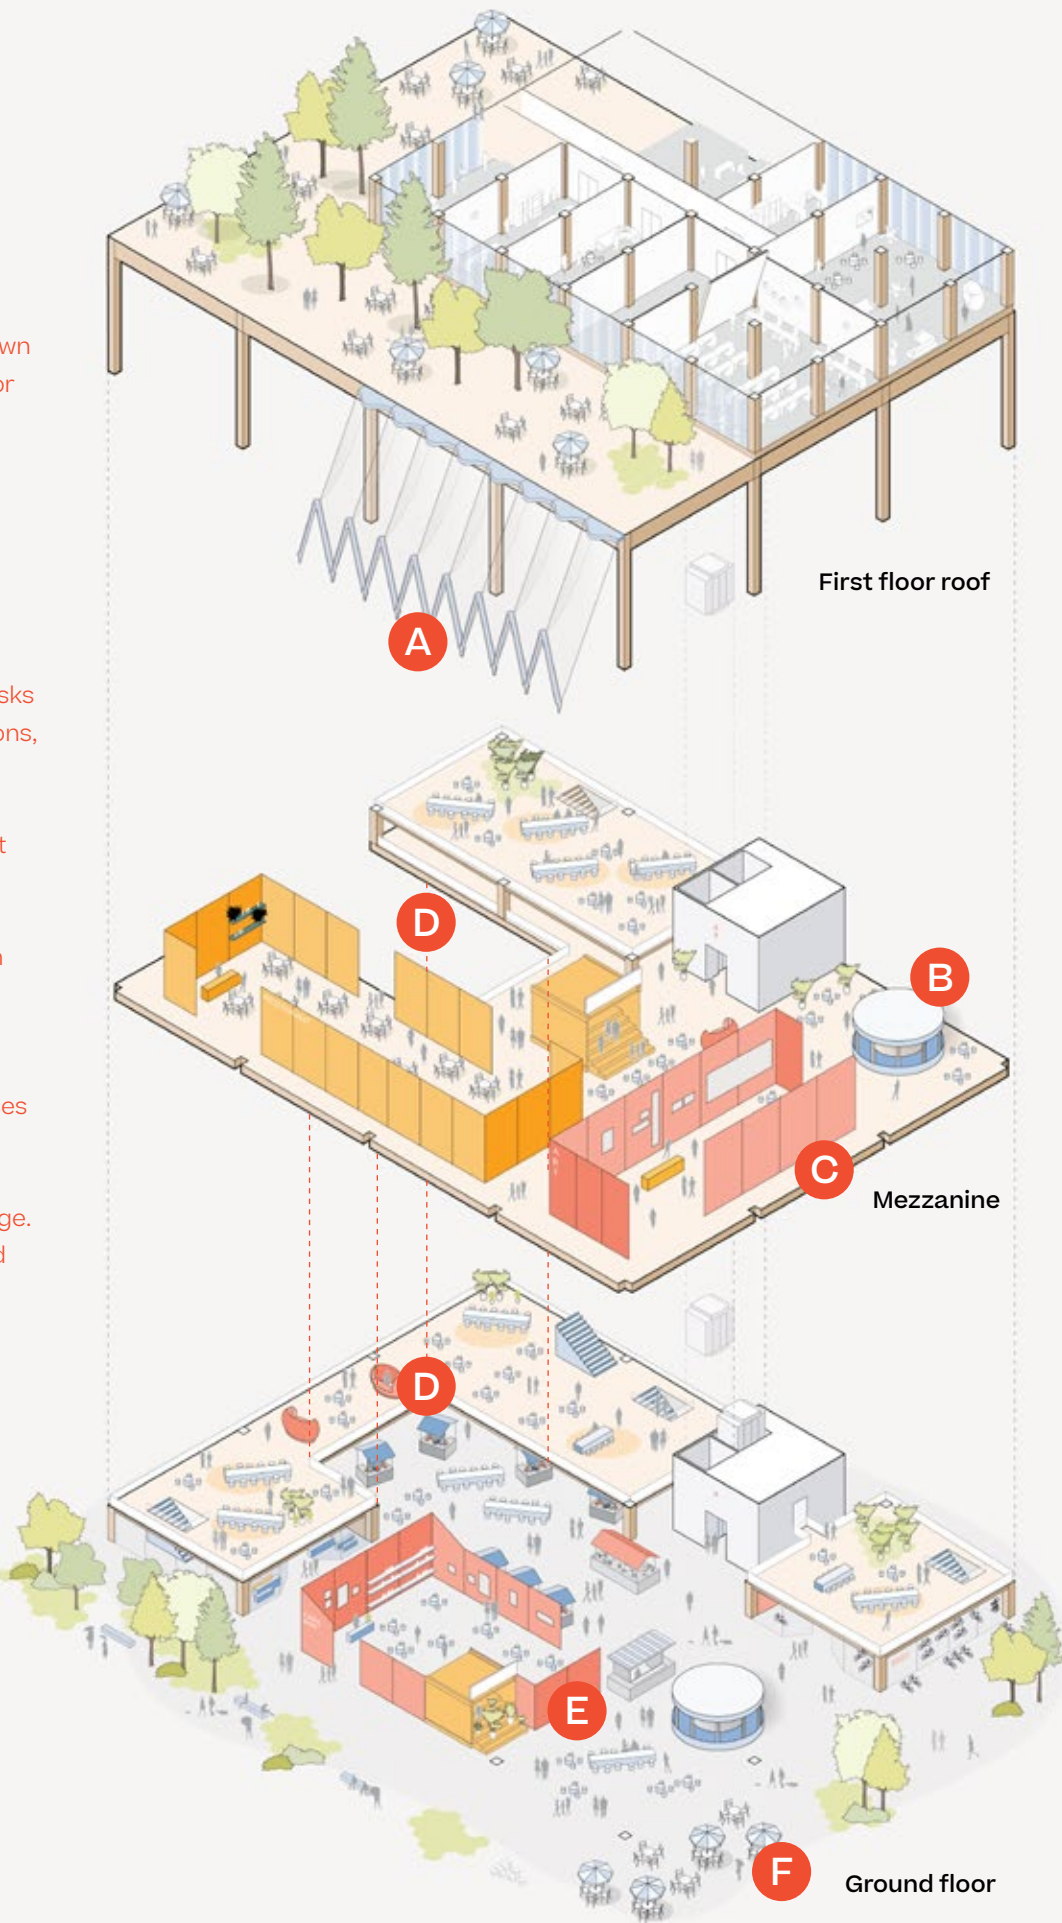 wn
or
sks
ons,
t
n
es
ge.
d
First floor roof
A
D
B
C
Mezzanine
D
E
F
Ground floor